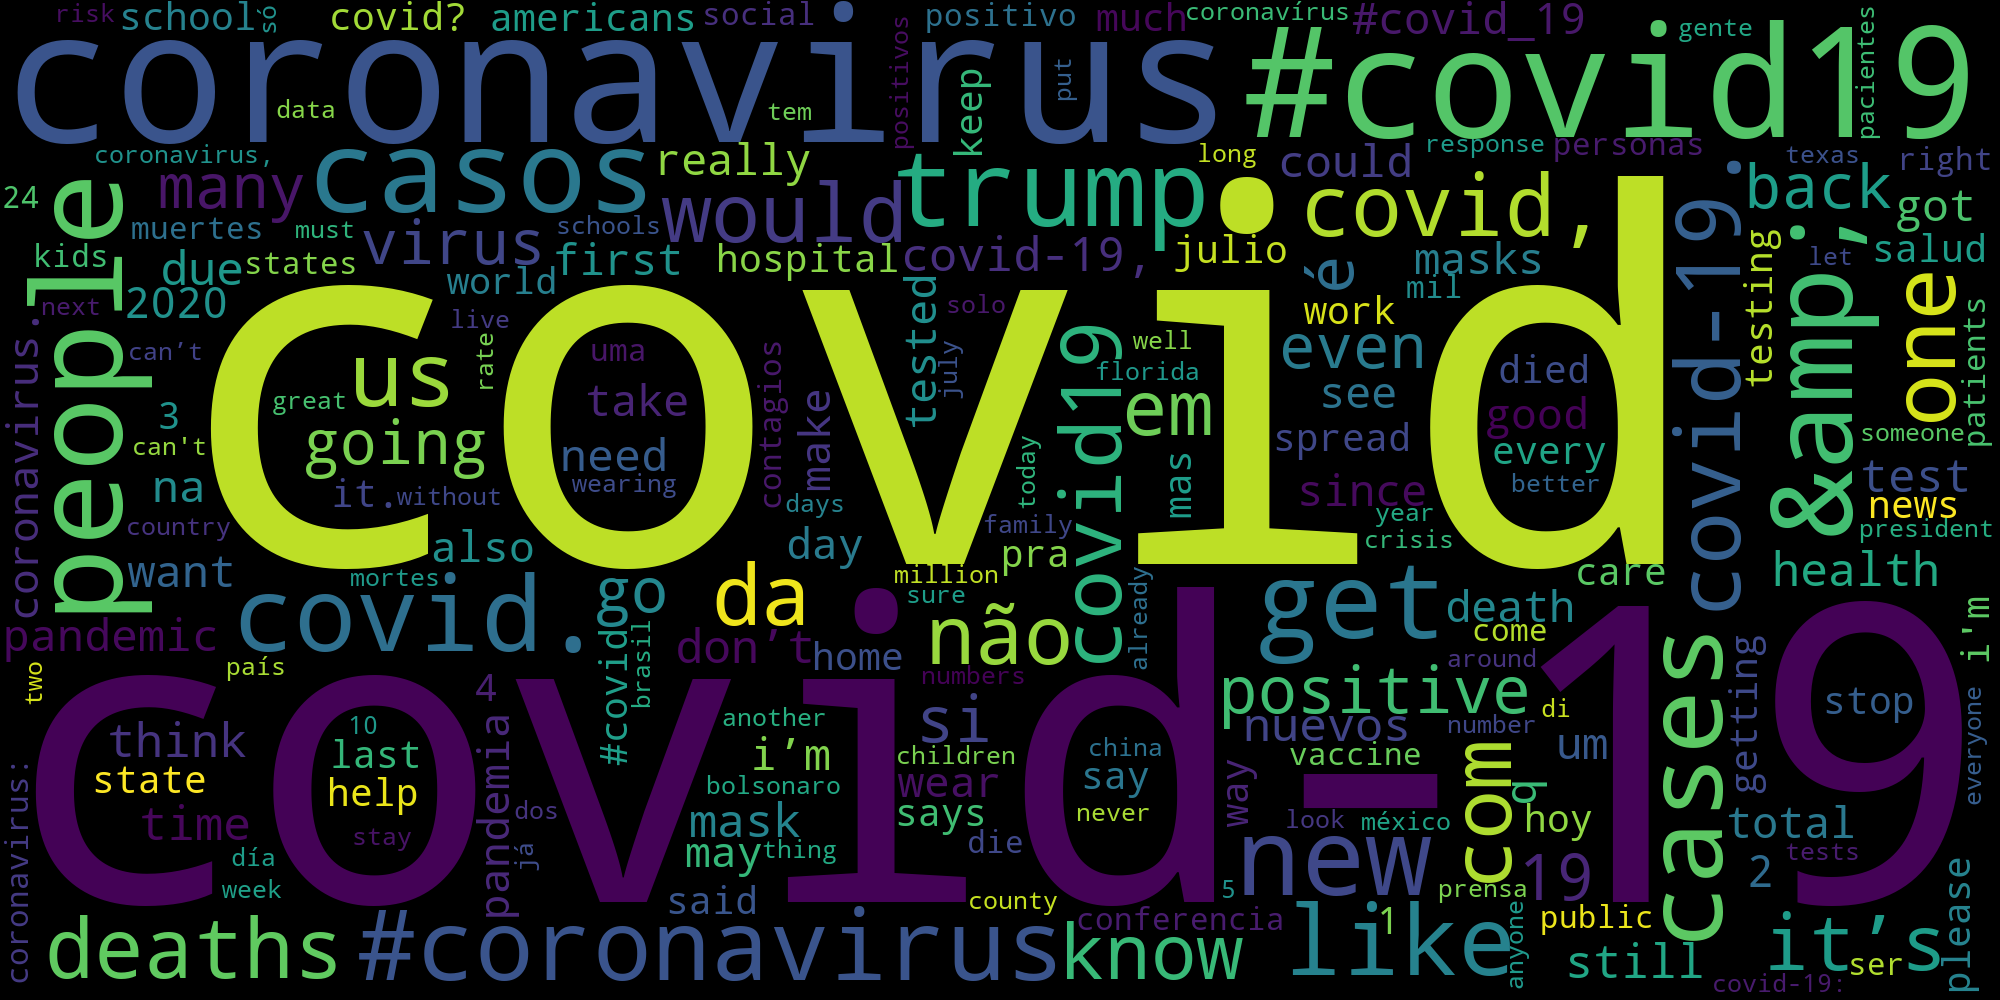 risk
school
só
covid?
americans
social
positivo
much
coronavírus
#covid_19
gente
pacientes
coronavirus
#covid19
data
tem
positivos
keep
put
coronavirus,
casos
really
trump
long
could
response
personas
texas
right
24
many
would
covid,
back
got
people
muertes
must
virus
schools
covid-19.
testing
&amp;
let
salud
kids
due
states
first
hospital
covid-19,
julio
é
masks
next
2020
world
tested
solo
work
mil
one
live
covid
coronavirus.
can’t
us
rate
uma
contagios
july
covid19
well
even
patients
3
great
take
make
florida
see
died
can't
going
need
em
spread
good
every
someone
na
it.
without
wearing
today
mas
since
better
test
country
days
family
year
news
want
also
day
pra
crisis
president
mortes
million
care
health
covid.
go
da
sure
already
get
death
i'm
pandemic
#covid
brasil
don’t
home
não
come
two
país
numbers
around
cases
getting
4
positive
covid-19
think
10
last
pandemia
another
si
nuevos
number
di
stop
everyone
state
help
i’m
children
china
vaccine
com
um
bolsonaro
wear
say
way
q
coronavirus:
time
stay
dos
mask
says
never
look
méxico
hoy
total
día
já
may
thing
die
new
19
tests
week
5
prensa
2
please
said
county
deaths
#coronavirus
conferencia
know
like
1
anyone
public
still
it’s
ser
covid-19: